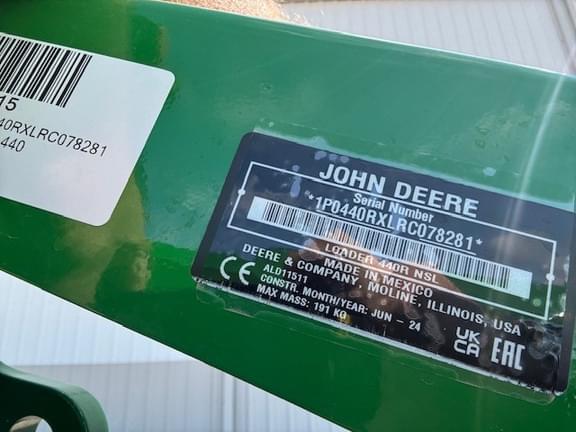 15
40RXLRC078281
440
JOHN DEERE
Serial Number
*1P0440RXLRC078281*
LOADER 440R NSL
MADE IN MEXICO
DEERE & COMPANY, MOLINE, ILLINOIS, USA
ALD11511
CONSTR. MONTH/YEAR: JUN - 24
MAX MASS: 191 KG
CE
UK
CA
EAC